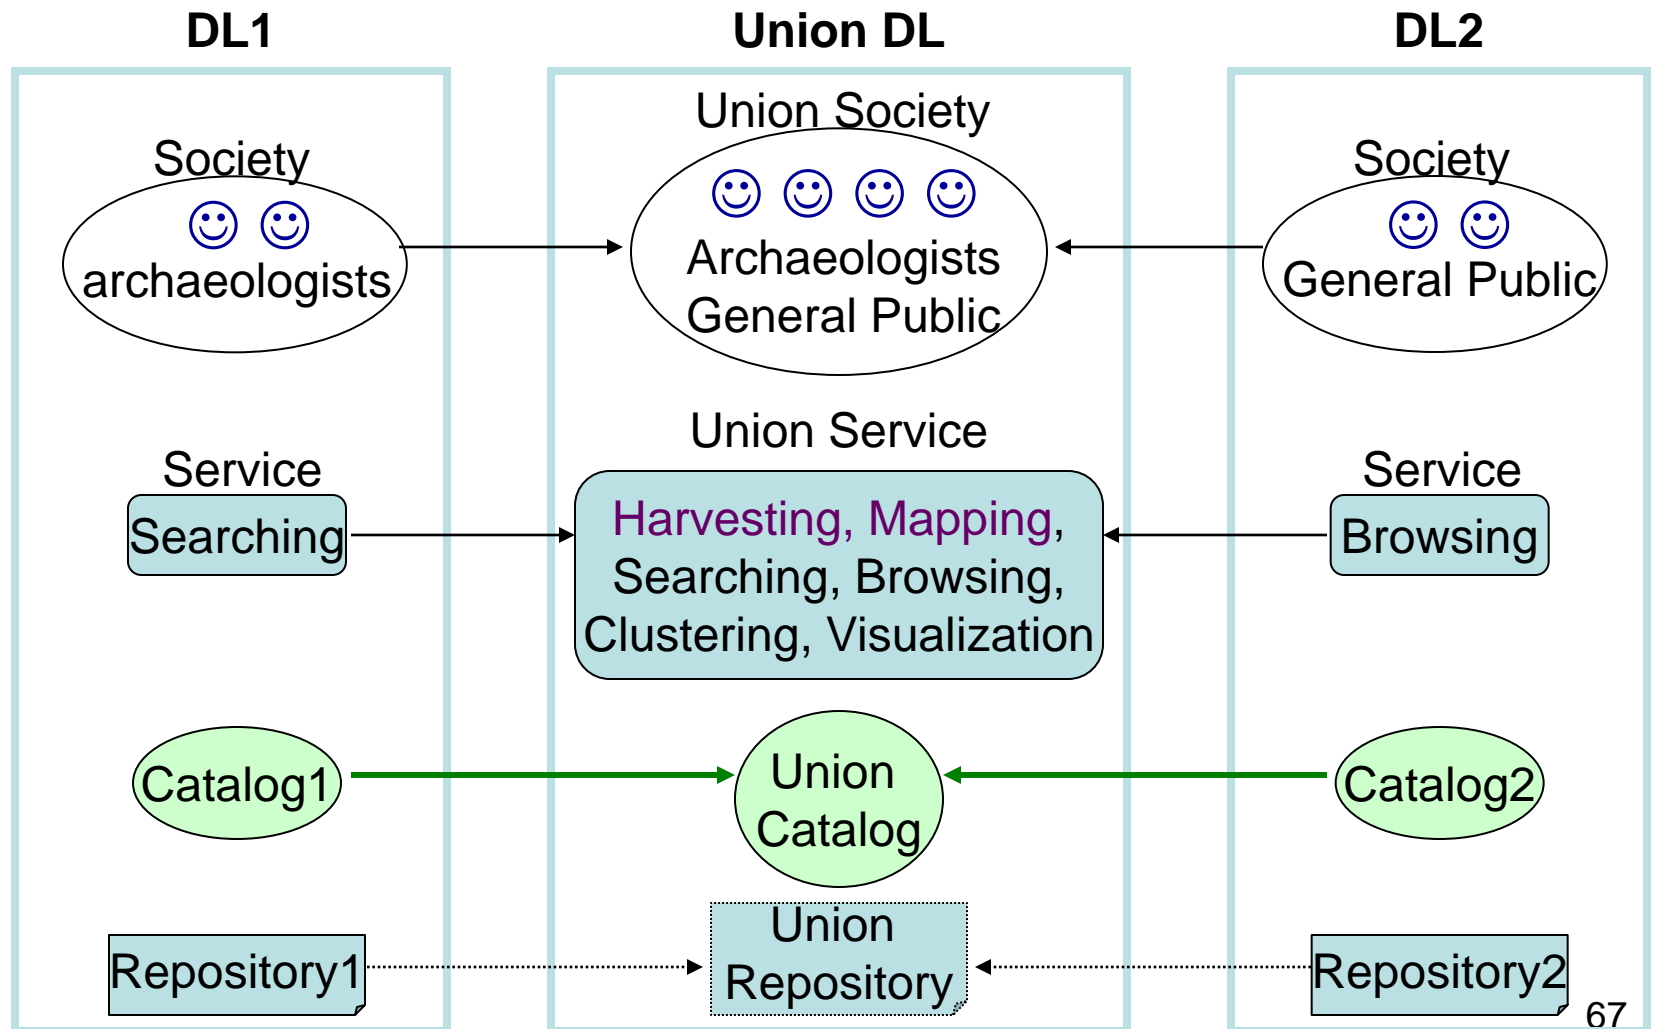 DL1
Union DL
DL2
Society
archaeologists
Union Society
Archaeologists
General Public
Society
General Public
Service
Searching
Union Service
Harvesting, Mapping,
Searching, Browsing,
Clustering, Visualization
Service
Browsing
Catalog1
Union
Catalog
Catalog2
Repository1
Union
Repository
Repository2
67